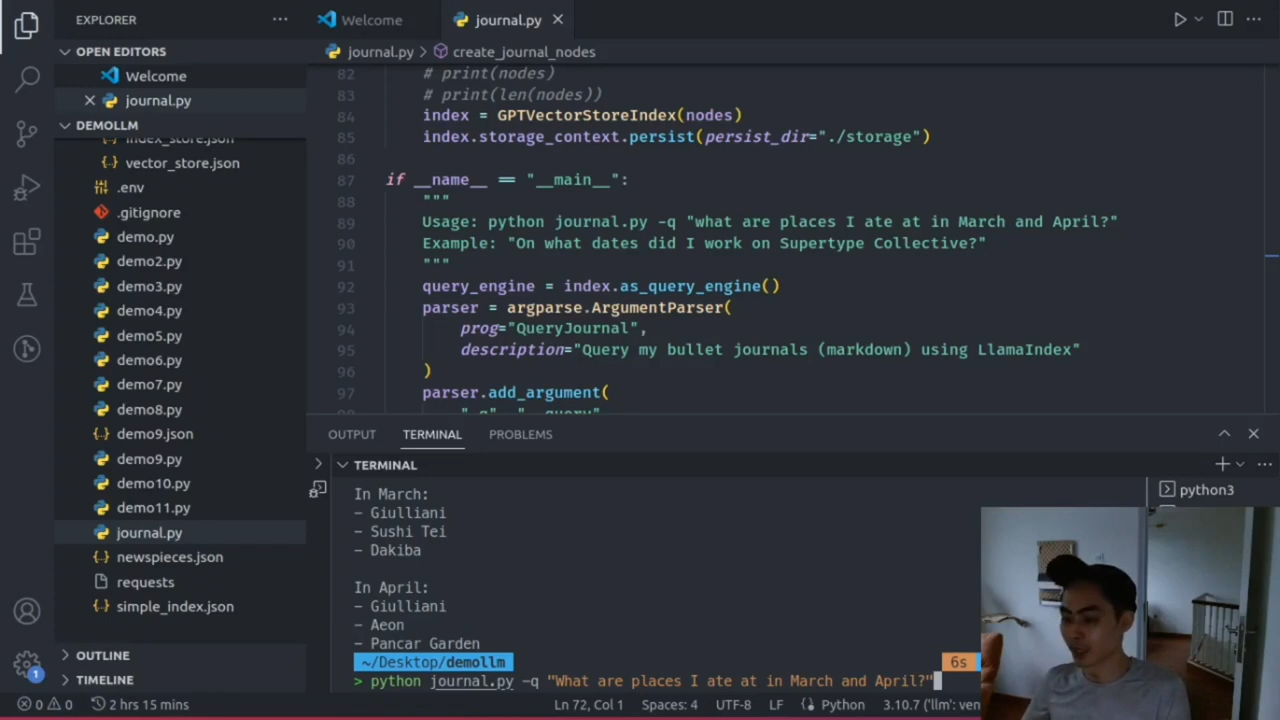 EXPLORER
Welcome
journal.py
OPEN EDITORS
Welcome
journal.py
DEMOLLM
index_store.json
vector_store.json
.env
.gitignore
demo.py
demo2.py
demo3.py
demo4.py
demo5.py
demo6.py
demo7.py
demo8.py
demo9.json
demo9.py
demo10.py
demo11.py
journal.py
newspieces.json
requests
simple_index.json
OUTLINE
TIMELINE
journal.py > create_journal_nodes
82 # print(nodes)
83 # print(len(nodes))
84 index = GPTVectorStoreIndex(nodes)
85 index.storage_context.persist(persist_dir="./storage")
86
87 if __name__ == "__main__":
88 """
89 Usage: python journal.py -q "what are places I ate at in March and April?"
90 Example: "On what dates did I work on Supertype Collective?"
91 """
92 query_engine = index.as_query_engine()
93 parser = argparse.ArgumentParser(
94 prog="QueryJournal",
95 description="Query my bullet journals (markdown) using LlamaIndex"
96 )
97 parser.add_argument(
98 "-q", "--query"
OUTPUT TERMINAL PROBLEMS
TERMINAL
python3
In March:
- Giulliani
- Sushi Tei
- Dakiba
In April:
- Giulliani
- Aeon
- Pancar Garden
~/Desktop/demollm 6s
> python journal.py -q "What are places I ate at in March and April?"
1
0 0 2 hrs 15 mins Ln 72, Col 1 Spaces: 4 UTF-8 LF Python 3.10.7 ('llm': ven